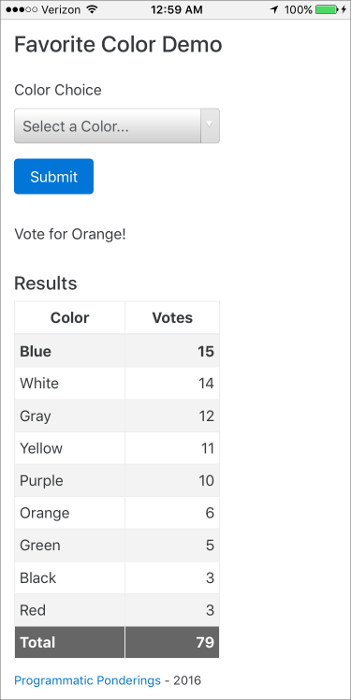 Verizon 12:59 AM 100%
Favorite Color Demo
Color Choice
Select a Color...
Submit
Vote for Orange!
Results
Color Votes
Blue 15
White 14
Gray 12
Yellow 11
Purple 10
Orange 6
Green 5
Black 3
Red 3
Total 79
Programmatic Ponderings - 2016